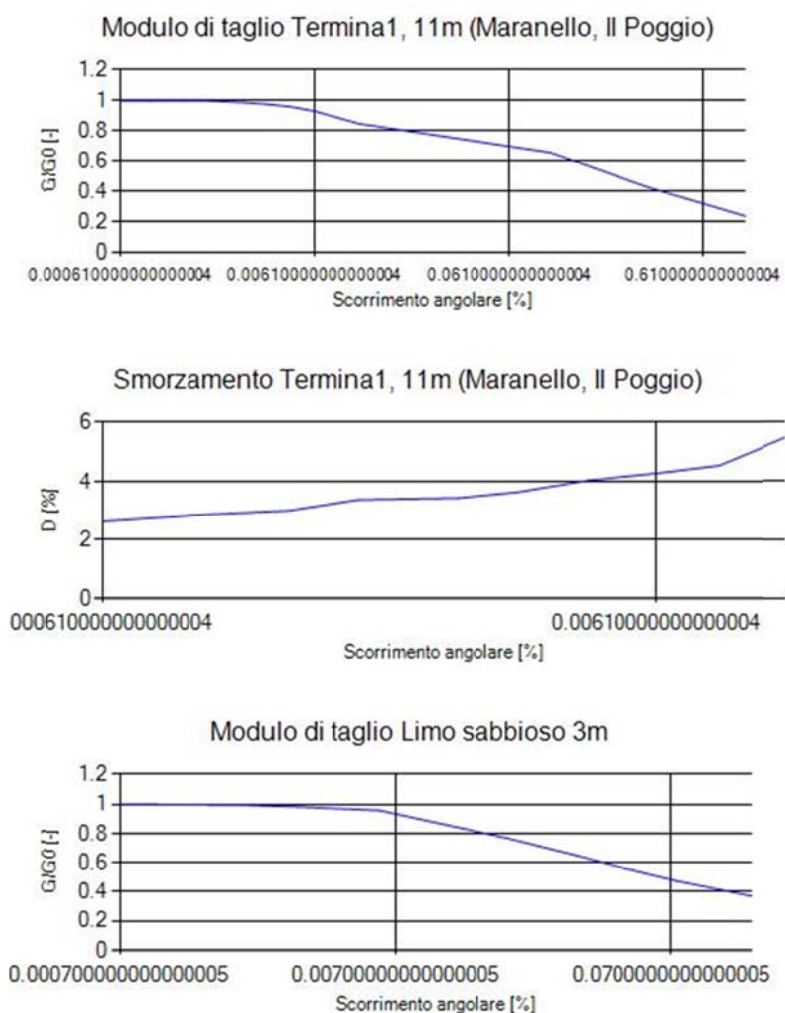 Modulo di taglio Termina1, 11m (Maranello, Il Poggio)
1.2
1
0.8
0.6
0.4
0.2
0
G/G0 [-]
0.000610000000000004 0.00610000000000004 0.0610000000000004 0.610000000000004
Scorrimento angolare [%]
Smorzamento Termina1, 11m (Maranello, Il Poggio)
6
4
2
0
D [%]
000610000000000004 0.00610000000000004
Scorrimento angolare [%]
Modulo di taglio Limo sabbioso 3m
1.2
1
0.8
0.6
0.4
0.2
0
G/G0 [-]
0.000700000000000005 0.00700000000000005 0.0700000000000005
Scorrimento angolare [%]